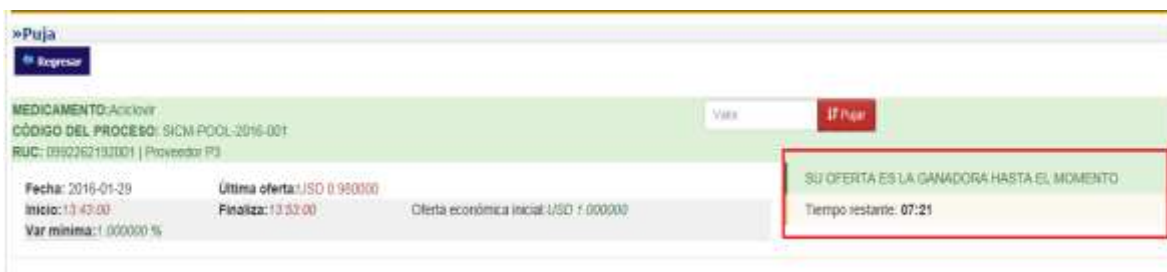 »Puja
Regresar
MEDICAMENTO:Aciclovir
CÓDIGO DEL PROCESO: SICM-POOL-2016-001
RUC: 0992262192001 | Proveedor P3
Valor
Pujar
Fecha: 2016-01-29 Última oferta:USD 0.980000
Inicio:13:43:00 Finaliza:13:53:00 Oferta económica inicial:USD 1.000000
Var mínima:1.000000 %
SU OFERTA ES LA GANADORA HASTA EL MOMENTO
Tiempo restante: 07:21